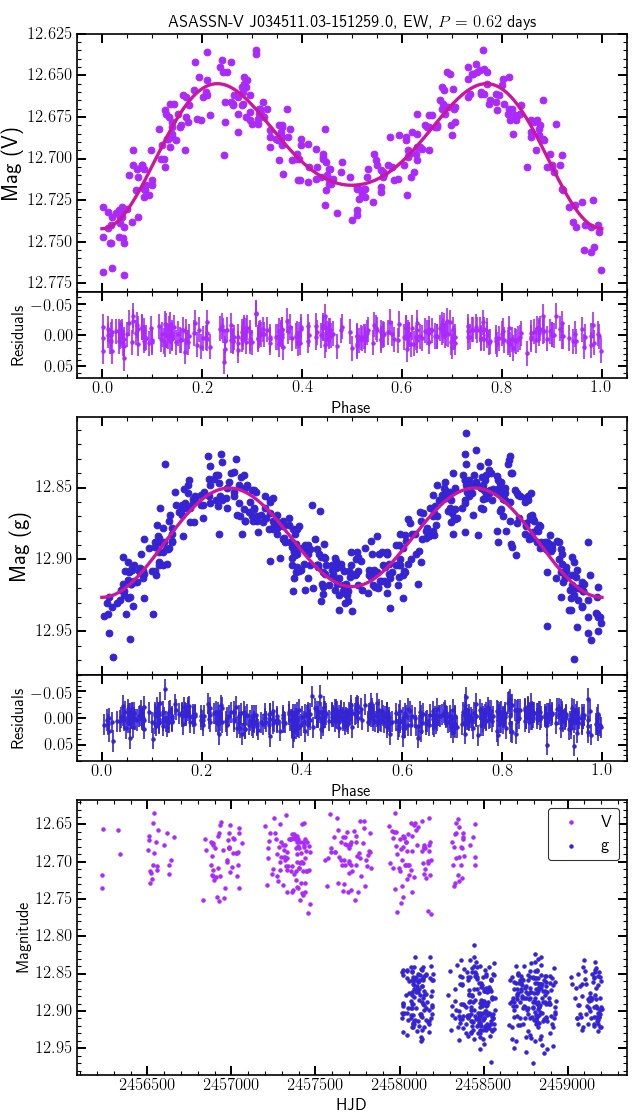 ASASSN-V J034511.03-151259.0, EW, P = 0.62 days
12.625
12.650
12.675
12.700
12.725
12.750
12.775
Mag (V)
−0.05
0.00
0.05
Residuals
0.0 0.2 0.4 0.6 0.8 1.0
Phase
12.85
12.90
12.95
Mag (g)
−0.05
0.00
0.05
Residuals
0.0 0.2 0.4 0.6 0.8 1.0
Phase
V
g
12.65
12.70
12.75
12.80
12.85
12.90
12.95
Magnitude
2456500 2457000 2457500 2458000 2458500 2459000
HJD